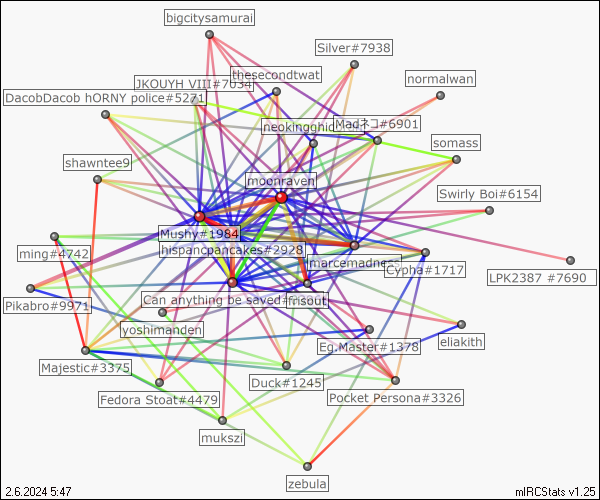 bigcitysamurai
Silver#7938
thesecondtwat
JKOUYH VIII#7034
normalwan
DacobDacob hORNY police#5271
neokingghidorah
Madネコ#6901
somass
shawntee9
moonraven
Swirly Boi#6154
Mushy#1984
hispancpancakes#2928
ming#4742
marcemadness
Cypha#1717
LPK2387 #7690
Pikabro#9971
Can anything be saved
frisout
yoshimanden
Eg.Master#1378
eliakith
Majestic#3375
Duck#1245
Fedora Stoat#4479
Pocket Persona#3326
mukszi
zebula
2.6.2024 5:47
mIRCStats v1.25